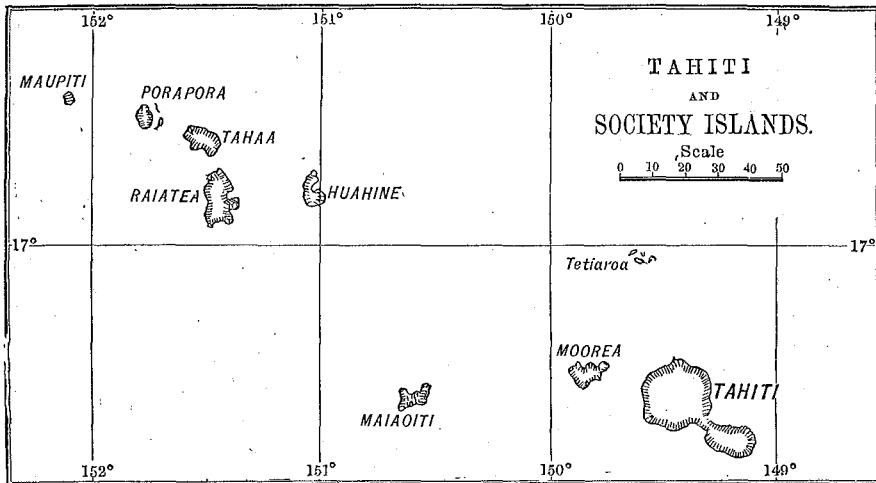 152° 151° 150° 149°
TAHITI
AND
SOCIETY ISLANDS.
Scale
0 10 20 30 40 50
MAUPITI
PORAPORA
TAHAA
RAIATEA
HUAHINE
17° 17°
Tetiaroa
MOOREA
TAHITI
MAIAOITI
152° 151° 150° 149°